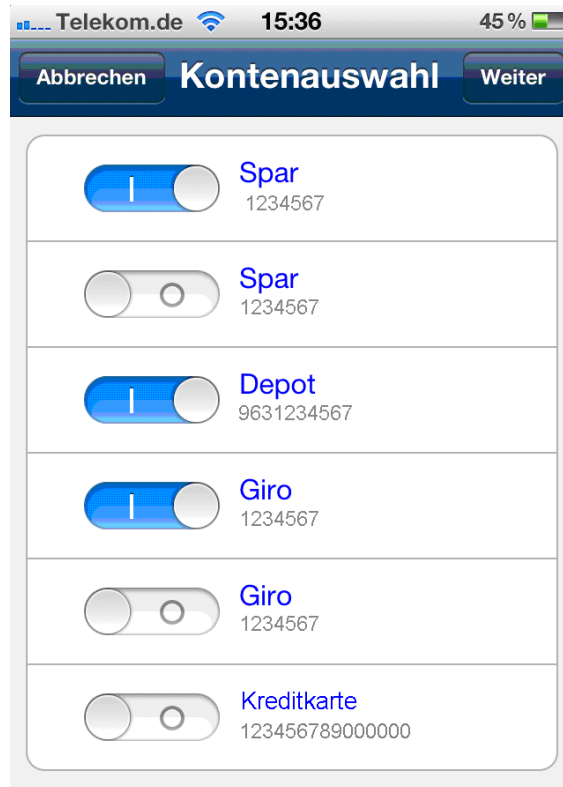 Telekom.de 15:36 45 %
Abbrechen Kontenauswahl Weiter
Spar
1234567
Spar
1234567
Depot
9631234567
Giro
1234567
Giro
1234567
Kreditkarte
123456789000000